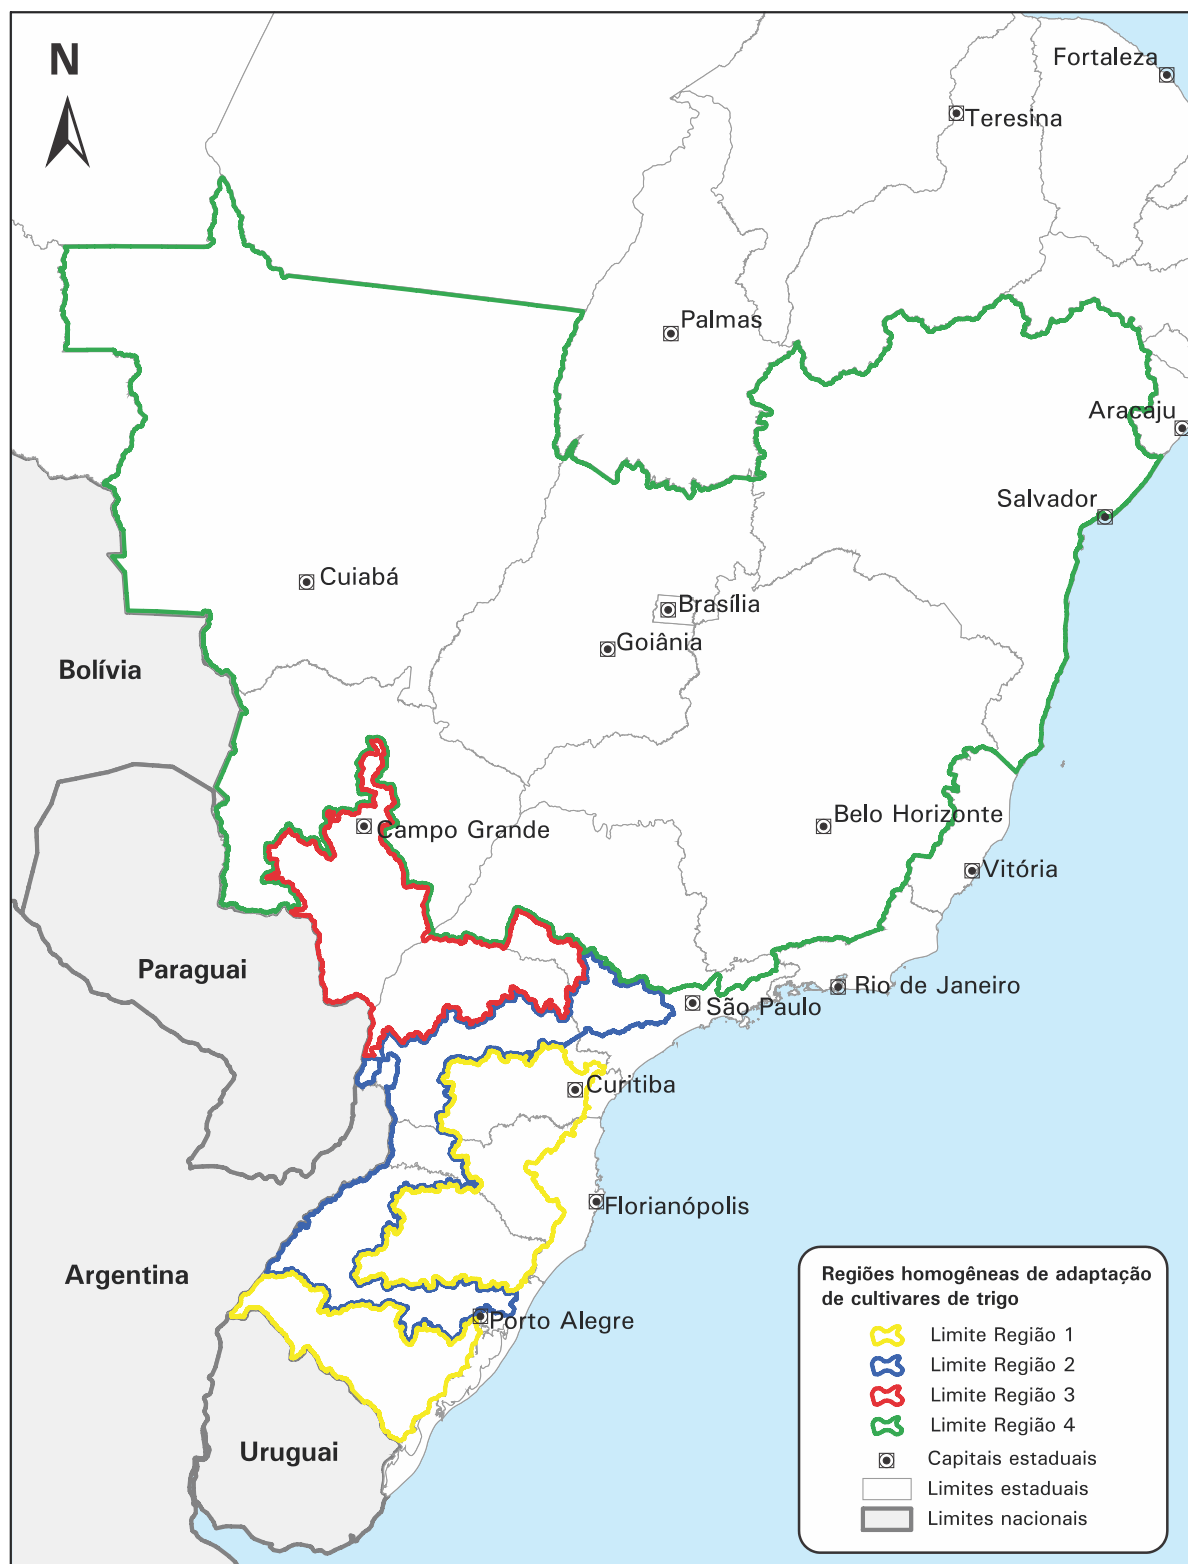 N
Fortaleza
Teresina
Palmas
Aracaju
Salvador
Cuiabá
Brasília
Goiânia
Bolívia
Belo Horizonte
Campo Grande
Vitória
Paraguai
Rio de Janeiro
São Paulo
Curitiba
Florianópolis
Argentina
Porto Alegre
Uruguai
Regiões homogêneas de adaptação
de cultivares de trigo
Limite Região 1
Limite Região 2
Limite Região 3
Limite Região 4
Capitais estaduais
Limites estaduais
Limites nacionais